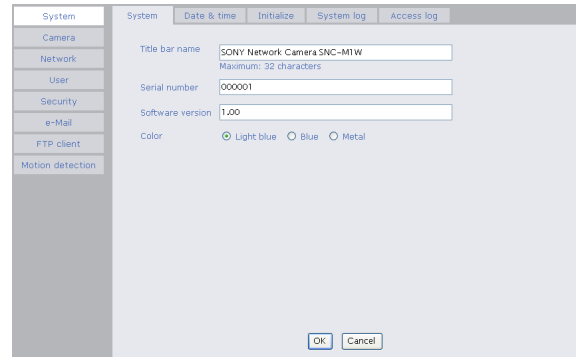 System
Camera
Network
User
Security
e-Mail
FTP client
Motion detection
System Date & time Initialize System log Access log
Title bar name SONY Network Camera SNC-M1W
Maximum: 32 characters
Serial number 000001
Software version 1.00
Color Light blue Blue Metal
OK Cancel